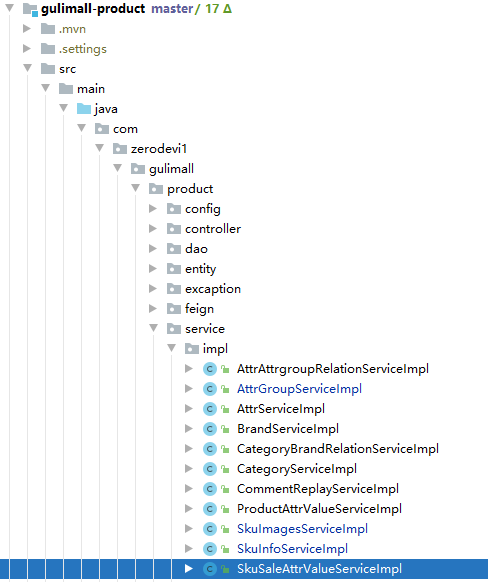 gulimall-product master / 17 Δ
.mvn
.settings
src
main
java
com
zerodevi1
gulimall
product
config
controller
dao
entity
excaption
feign
service
impl
AttrAttrgroupRelationServiceImpl
AttrGroupServiceImpl
AttrServiceImpl
BrandServiceImpl
CategoryBrandRelationServiceImpl
CategoryServiceImpl
CommentReplayServiceImpl
ProductAttrValueServiceImpl
SkuImagesServiceImpl
SkuInfoServiceImpl
SkuSaleAttrValueServiceImpl